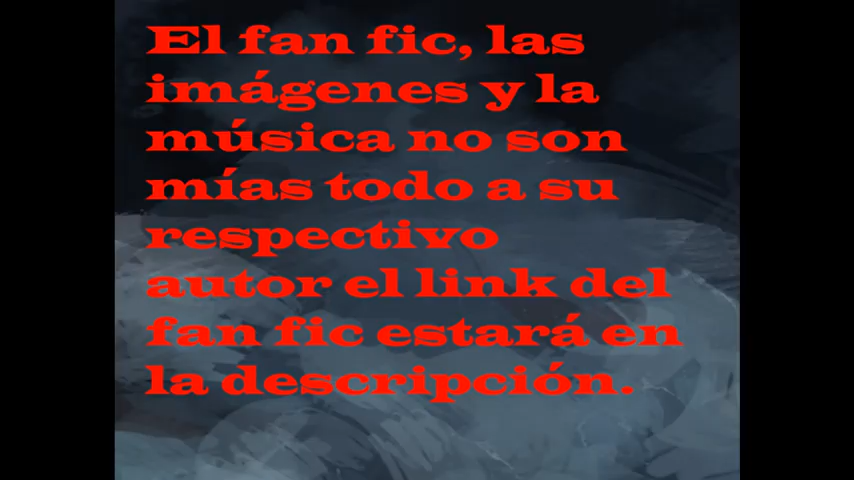 El fan fic, las
imágenes y la
música no son
mías todo a su
respectivo
autor el link del
fan fic estará en
la descripción.